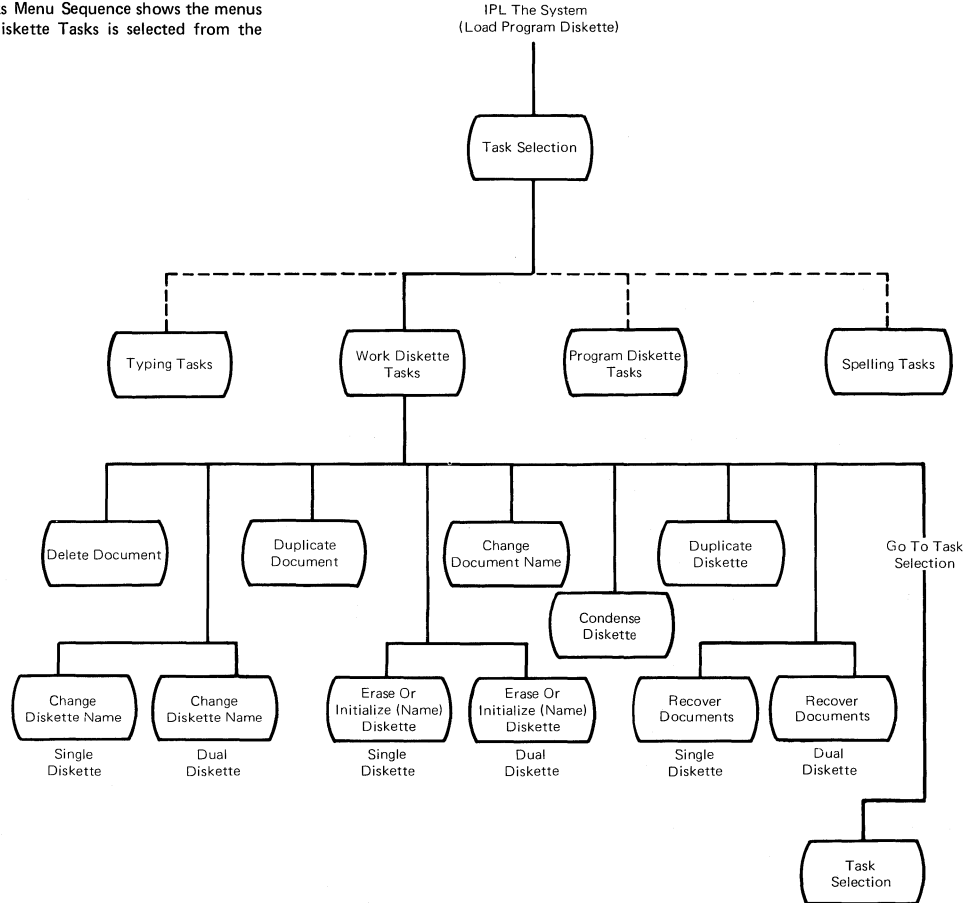 s Menu Sequence shows the menus
iskette Tasks is selected from the
IPL The System
(Load Program Diskette)
Task Selection
Typing Tasks
Work Diskette
Tasks
Program Diskette
Tasks
Spelling Tasks
Delete Document
Duplicate
Document
Change
Document Name
Duplicate
Diskette
Go To Task
Selection
Condense
Diskette
Change
Diskette Name
Single
Diskette
Change
Diskette Name
Dual
Diskette
Erase Or
Initialize (Name)
Diskette
Single
Diskette
Erase Or
Initialize (Name)
Diskette
Dual
Diskette
Recover
Documents
Single
Diskette
Recover
Documents
Dual
Diskette
Task
Selection